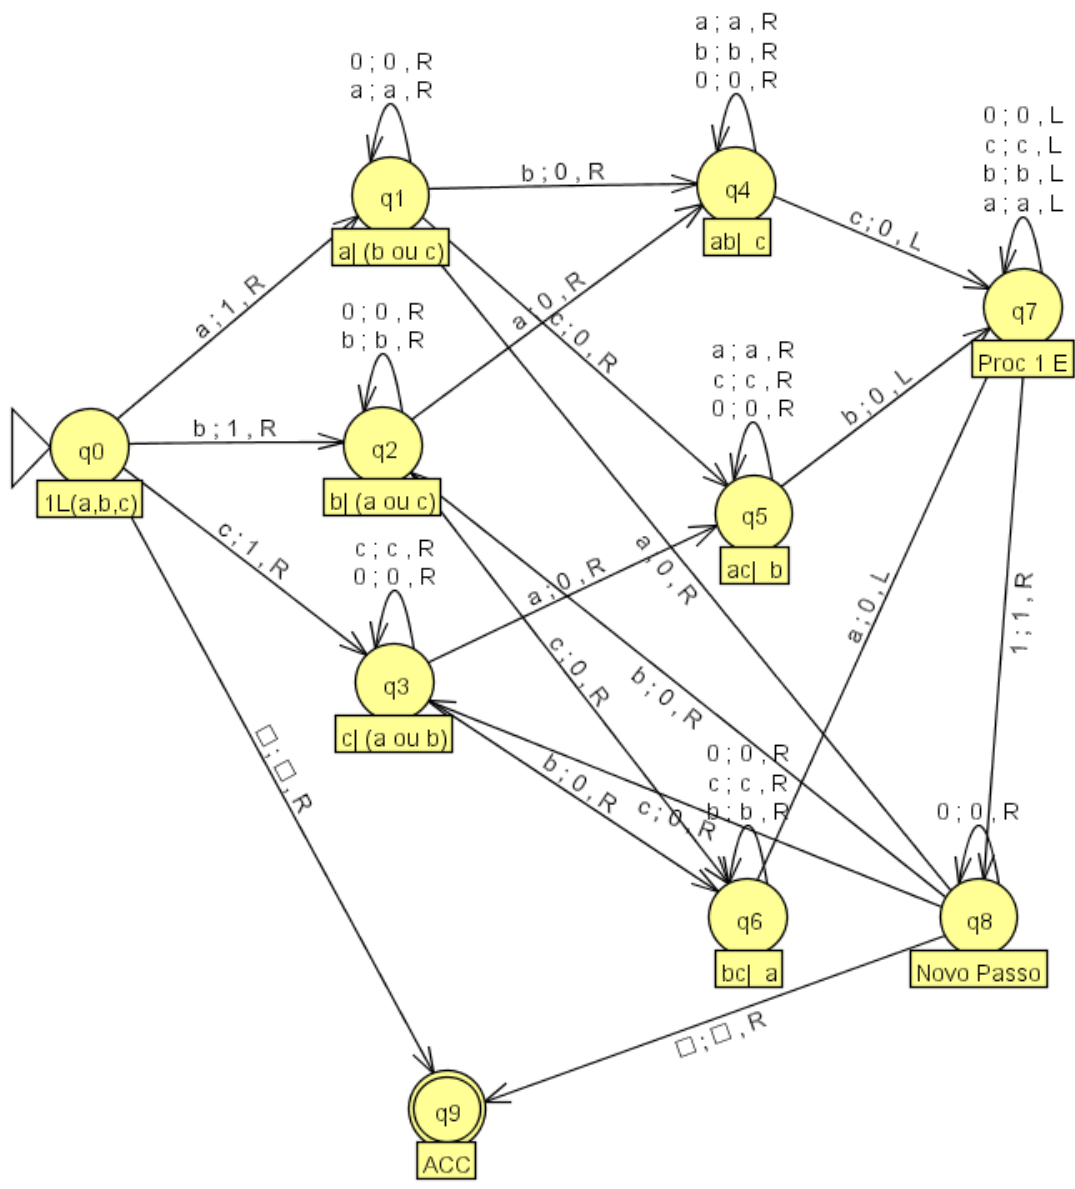 a ; a , R
b ; b , R
0 ; 0 , R
0 ; 0 , R
a ; a , R
0 ; 0 , L
c ; c , L
b ; b , L
a ; a , L
q1
a| (b ou c)
b ; 0 , R
q4
ab| c
c ; 0 , L
q7
Proc 1 E
a ; 1 , R
0 ; 0 , R
b ; b , R
a ; 0 , R
c ; 0 , R
a ; a , R
c ; c , R
0 ; 0 , R
b ; 0 , L
q0
1L(a,b,c)
b ; 1 , R
q2
b| (a ou c)
q5
ac| b
c ; 1 , R
c ; c , R
0 ; 0 , R
a ; 0 , R
a ; 0 , R
a ; 0 , L
1 ; 1 , R
q3
c| (a ou b)
c ; 0 , R
b ; 0 , R
□ ; □ , R
b ; 0 , R
c ; 0 , R
0 ; 0 , R
c ; c , R
b ; b , R
0 ; 0 , R
q6
bc| a
q8
Novo Passo
□ ; □ , R
q9
ACC